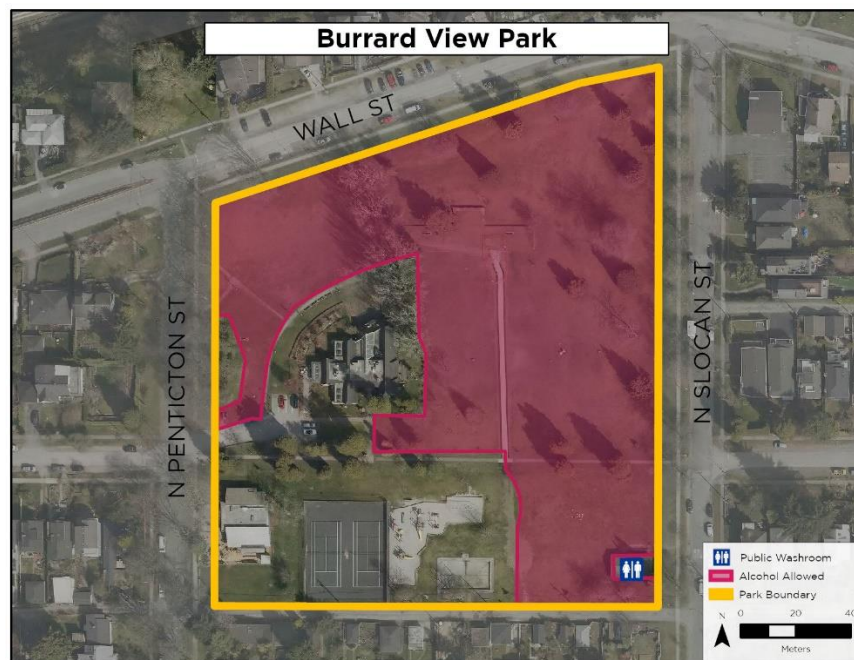 Burrard View Park
WALL ST
N PENTICTON ST
N SLOCAN ST
Public Washroom
Alcohol Allowed
Park Boundary
N
0 20 40
Meters